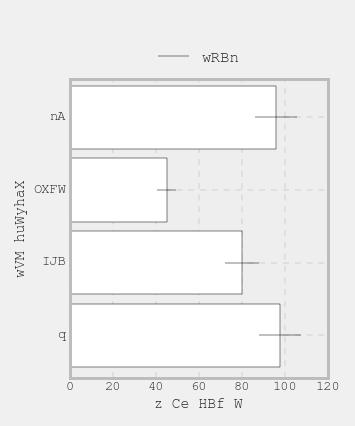 wRBn
nA
OXFW
IJB
q
wVM huWyhaX
0 20 40 60 80 100 120
z Ce HBf W